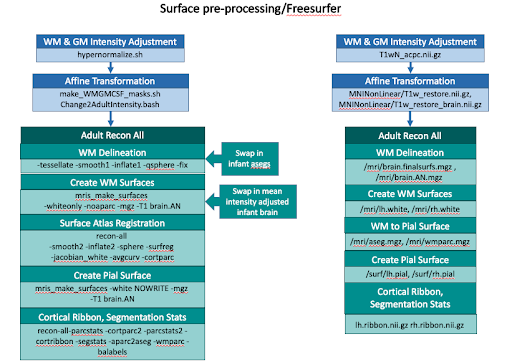 Surface pre-processing/Freesurfer
WM & GM Intensity Adjustment
hypernormalize.sh
Affine Transformation
make_WMGMCSF_masks.sh
Change2AdultIntensity.bash
Adult Recon All
WM Delineation
-tessellate -smooth1 -inflate1 -qsphere -fix
Create WM Surfaces
mris_make_surfaces
-whiteonly -noaparc -mgz -T1 brain.AN
Surface Atlas Registration
recon-all
-smooth2 -inflate2 -sphere -surfreg
-jacobian_white -avgcurv -cortparc
Create Pial Surface
mris_make_surfaces -white NOWRITE -mgz
-T1 brain.AN
Cortical Ribbon, Segmentation Stats
recon-all-parcstats -cortparc2 -parcstats2 -
cortribbon -segstats -aparc2aseg -wmparc -
balabels
Swap in
infant asegs
Swap in mean
intensity adjusted
infant brain
WM & GM Intensity Adjustment
T1wN_acpc.nii.gz
Affine Transformation
MNINonLinear/T1w_restore.nii.gz,
MNINonLinear/T1w_restore_brain.nii.gz
Adult Recon All
WM Delineation
/mri/brain.finalsurfs.mgz ,
/mri/brain.AN.mgz
Create WM Surfaces
/mri/lh.white, /mri/rh.white
WM to Pial Surface
/mri/aseg.mgz, /mri/wmparc.mgz
Create Pial Surface
/surf/lh.pial, /surf/rh.pial
Cortical Ribbon,
Segmentation Stats
lh.ribbon.nii.gz rh.ribbon.nii.gz